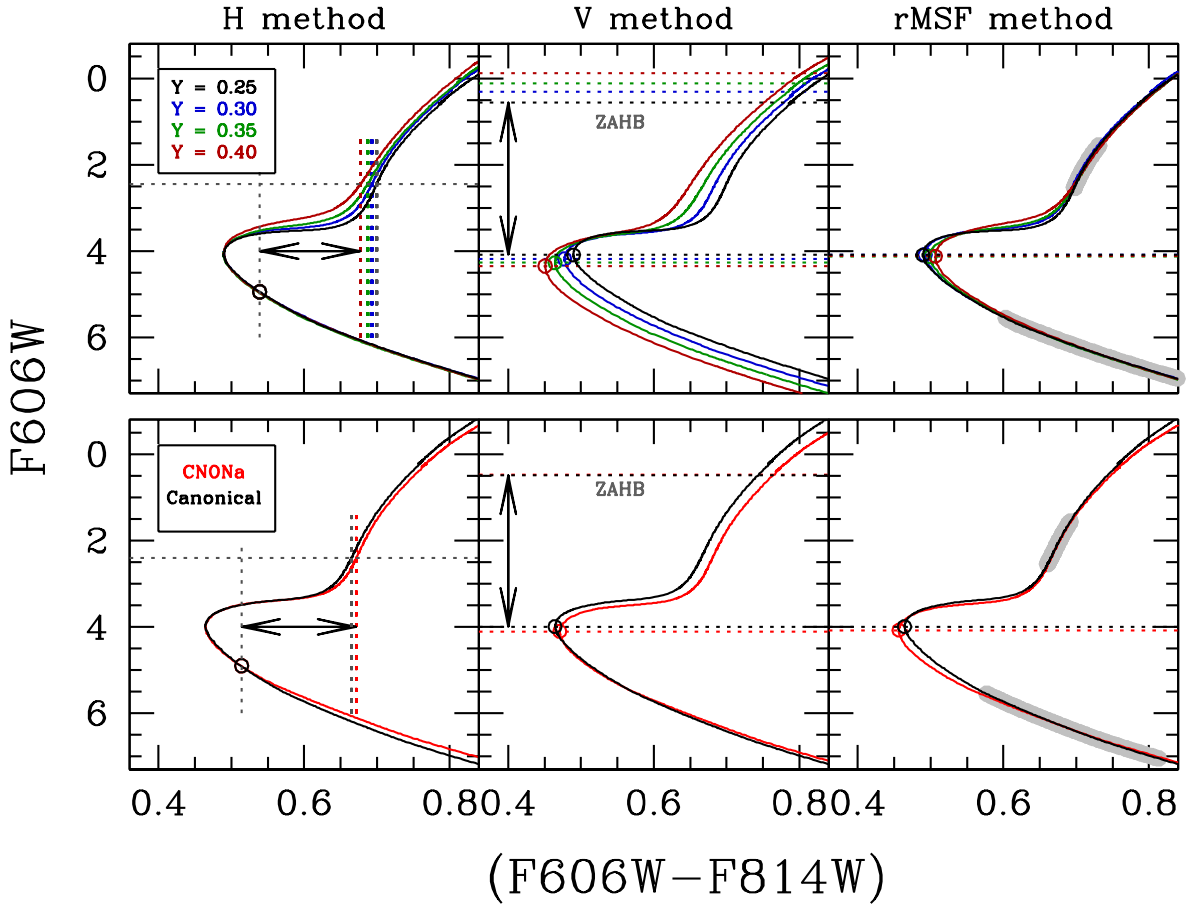 H method V method rMSF method
0
2
4
6
Y = 0.25
Y = 0.30
Y = 0.35
Y = 0.40
ZAHB
F606W
0
2
4
6
CNONa
Canonical
ZAHB
0.4 0.6 0.8 0.4 0.6 0.8 0.4 0.6 0.8
(F606W−F814W)